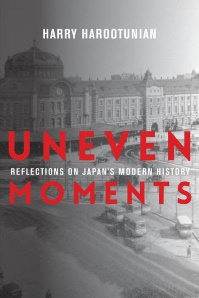 HARRY HAROOTUNIAN
UNEVEN
REFLECTIONS ON JAPAN'S MODERN HISTORY
MOMENTS